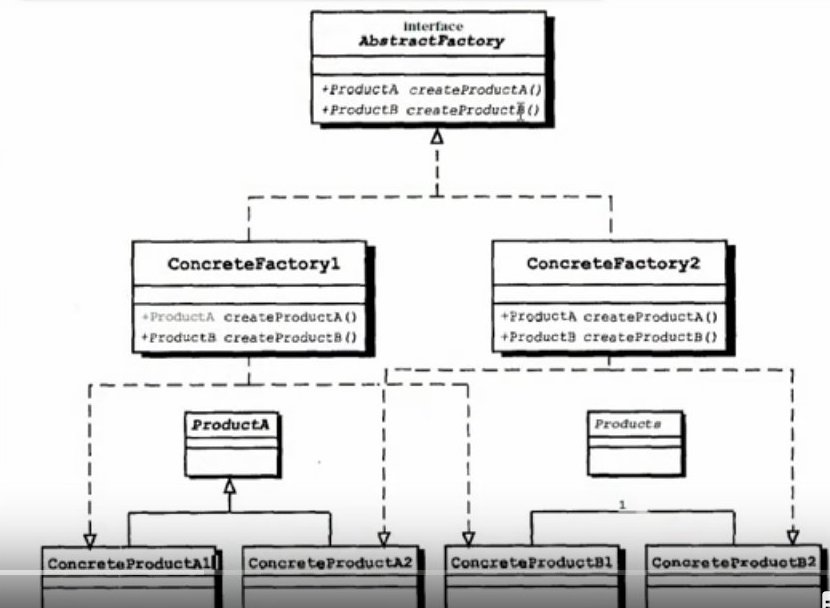 interface
AbstractFactory
+ProductA createProductA()
+ProductB createProductB()
ConcreteFactory1
ConcreteFactory2
+ProductA createProductA()
+ProductB createProductB()
+ProductA createProductA()
+ProductB createProductB()
ProductA
Products
1
ConcreteProductA1
ConcreteProductA2
ConcreteProductB1
ConcreteProductB2